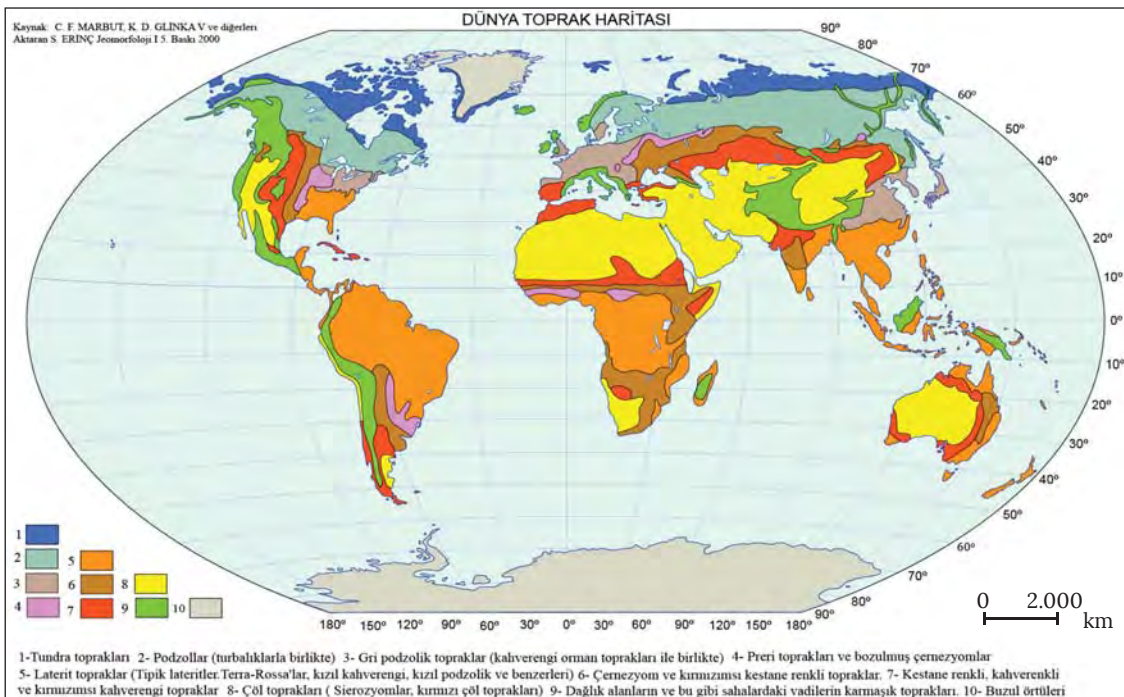 DÜNYA TOPRAK HARİTASI
Kaynak: C. F. MARBUT, K. D. GLİNKA V ve diğerleri
Aktaran S. ERİNÇ Jeomorfoloji I 5. Baskı 2000
90°
80°
70°
60°
50°
40°
30°
20°
10°
0°
10°
20°
30°
40°
50°
60°
70°
80°
90°
1
2 5
3 6 8
4 7 9 10
180° 150° 120° 90° 60° 30° 0° 30° 60° 90° 120° 150° 180°
0 2.000
km
1-Tundra toprakları 2- Podzollar (turbalıklarla birlikte) 3- Gri podzolik topraklar (kahverengi orman toprakları ile birlikte) 4- Preri toprakları ve bozulmuş çernezyomlar
5- Laterit topraklar (Tipik lateritler.Terra-Rossa'lar, kızıl kahverengi, kızıl podzolik ve benzerleri) 6- Çernezyom ve kırımızımsı kestane renkli topraklar. 7- Kestane renkli, kahverenkli
ve kırımızımsı kahverengi topraklar 8- Çöl toprakları ( Sierozyomlar, kırmızı çöl toprakları) 9- Dağlık alanların ve bu gibi sahalardaki vadilerin karmaşık toprakları. 10- Buzul örtüleri